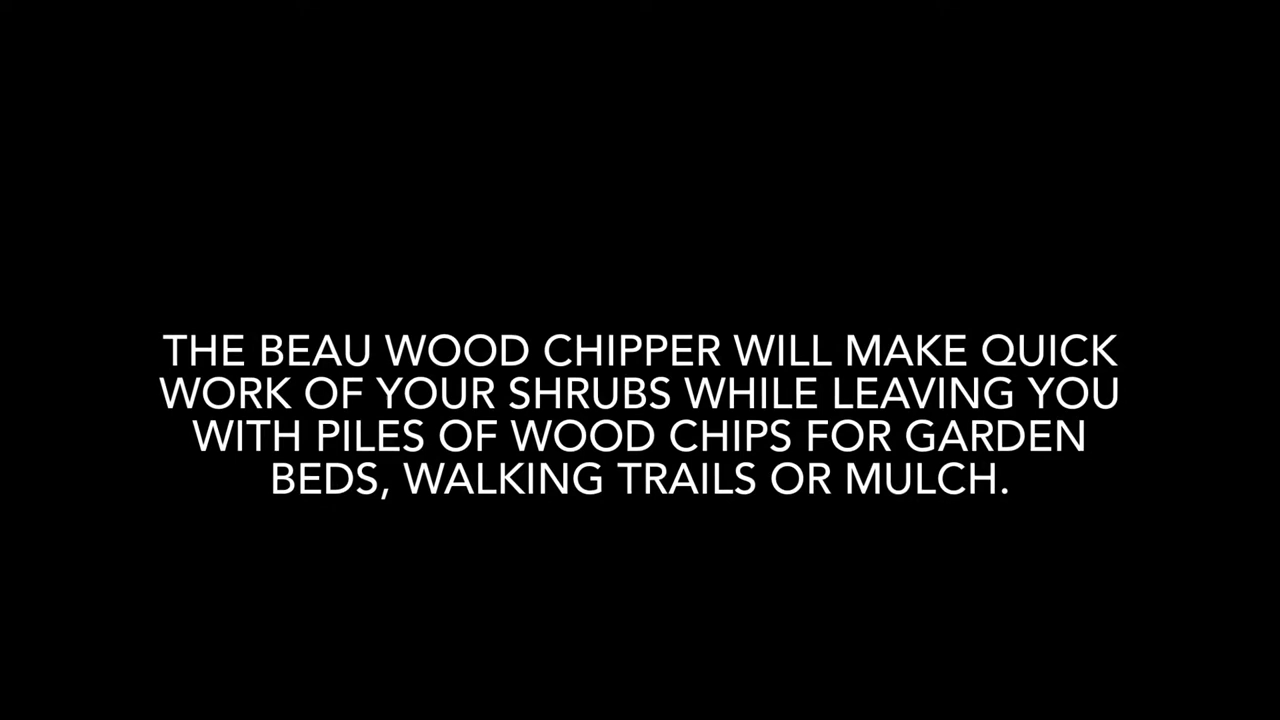 THE BEAU WOOD CHIPPER WILL MAKE QUICK
WORK OF YOUR SHRUBS WHILE LEAVING YOU
WITH PILES OF WOOD CHIPS FOR GARDEN
BEDS, WALKING TRAILS OR MULCH.